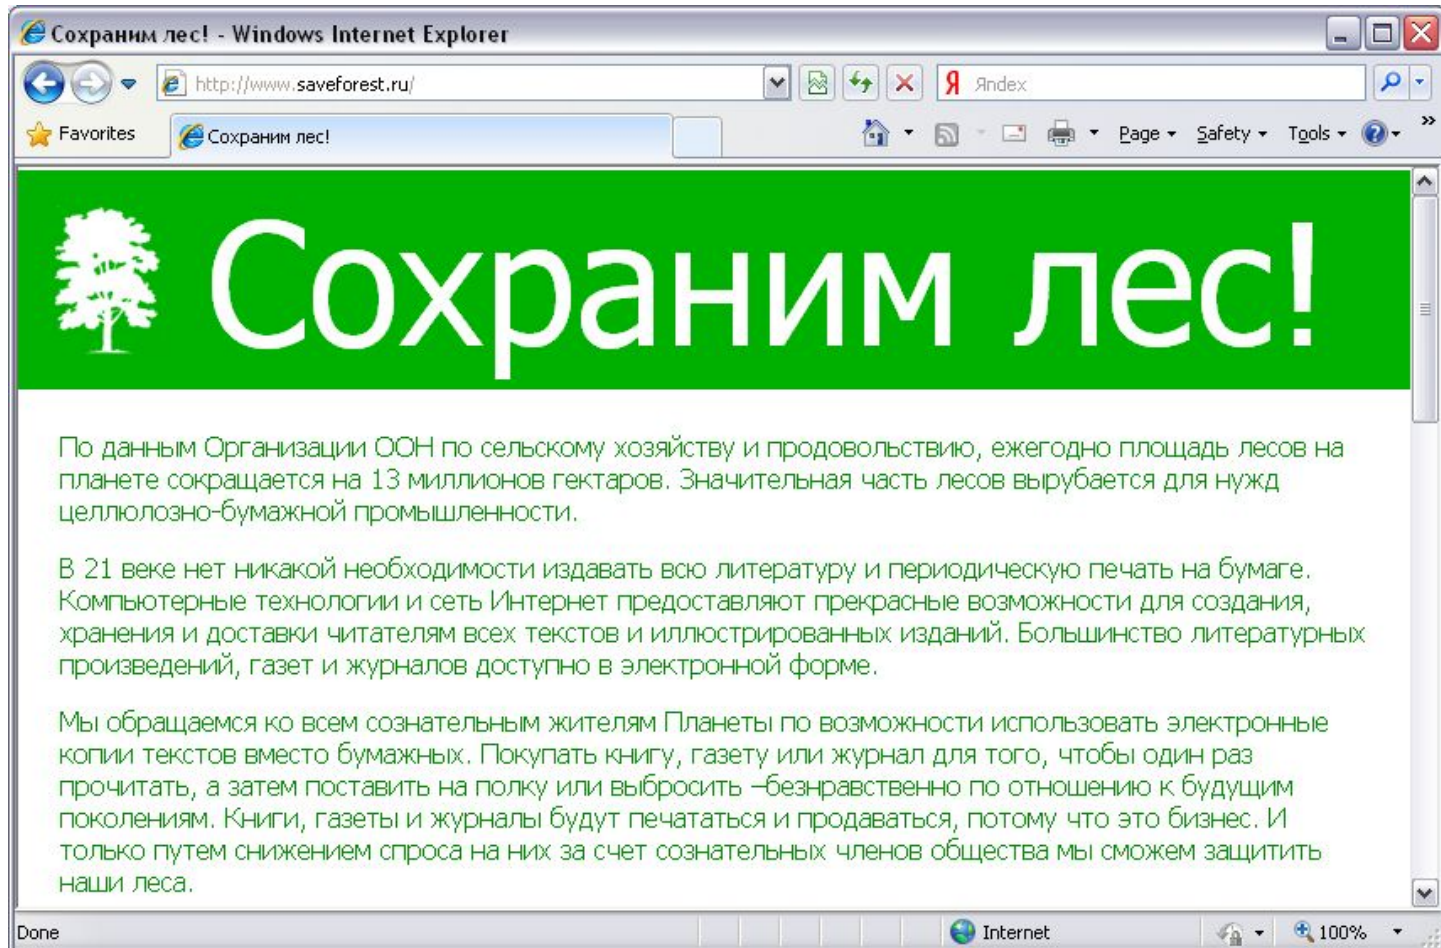 Сохраним лес! - Windows Internet Explorer
http://www.saveforest.ru/
Я Яndex
Favorites
Сохраним лес!
Page
Safety
Tools
»
Сохраним лес!
По данным Организации ООН по сельскому хозяйству и продовольствию, ежегодно площадь лесов на
планете сокращается на 13 миллионов гектаров. Значительная часть лесов вырубается для нужд
целлюлозно-бумажной промышленности.
В 21 веке нет никакой необходимости издавать всю литературу и периодическую печать на бумаге.
Компьютерные технологии и сеть Интернет предоставляют прекрасные возможности для создания,
хранения и доставки читателям всех текстов и иллюстрированных изданий. Большинство литературных
произведений, газет и журналов доступно в электронной форме.
Мы обращаемся ко всем сознательным жителям Планеты по возможности использовать электронные
копии текстов вместо бумажных. Покупать книгу, газету или журнал для того, чтобы один раз
прочитать, а затем поставить на полку или выбросить –безнравственно по отношению к будущим
поколениям. Книги, газеты и журналы будут печататься и продаваться, потому что это бизнес. И
только путем снижением спроса на них за счет сознательных членов общества мы сможем защитить
наши леса.
Done
Internet
100%